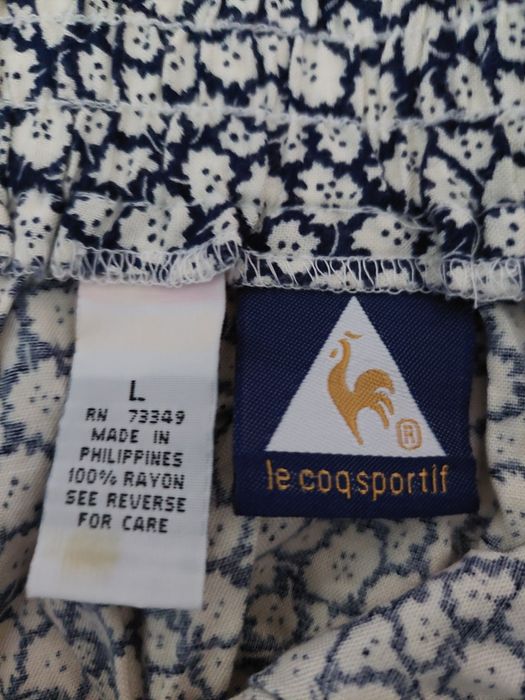 L
RN 73349
MADE IN
PHILIPPINES
100% RAYON
SEE REVERSE
FOR CARE
®
le coq sportif